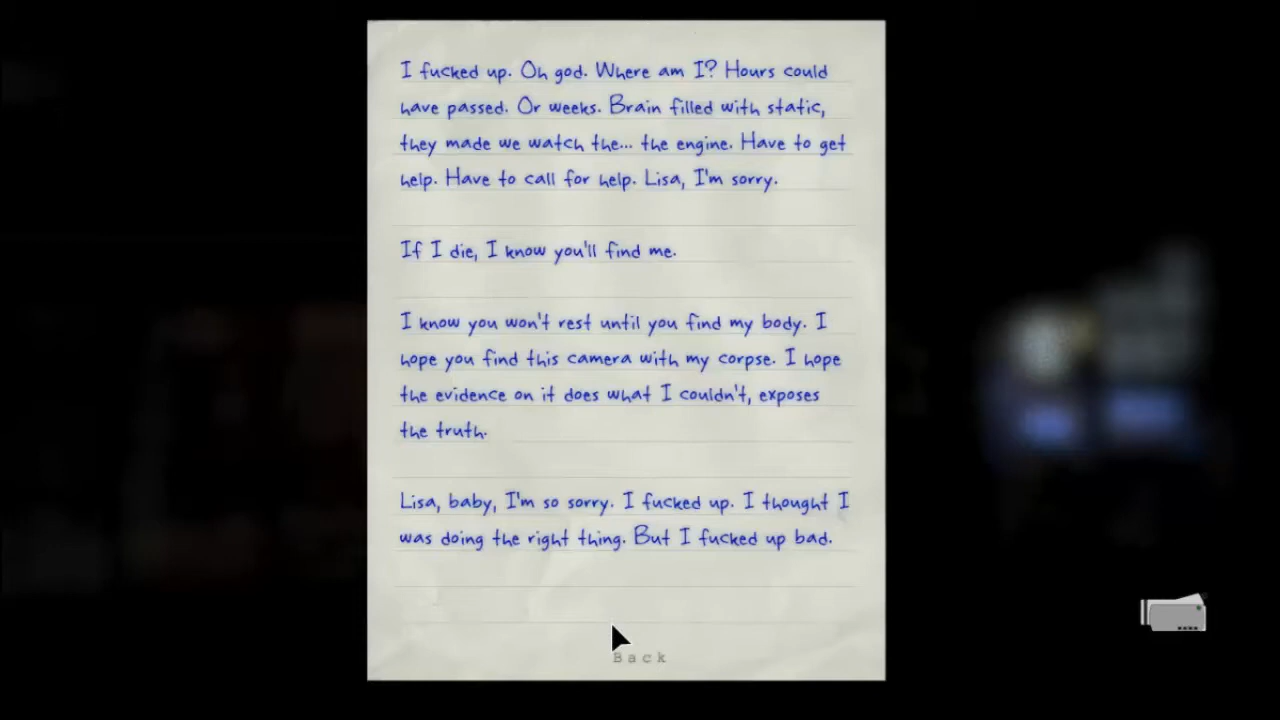 I fucked up. Oh god. Where am I? Hours could
have passed. Or weeks. Brain filled with static,
they made we watch the... the engine. Have to get
help. Have to call for help. Lisa, I'm sorry.
If I die, I know you'll find me.
I know you won't rest until you find my body. I
hope you find this camera with my corpse. I hope
the evidence on it does what I couldn't, exposes
the truth.
Lisa, baby, I'm so sorry. I fucked up. I thought I
was doing the right thing. But I fucked up bad.
Back